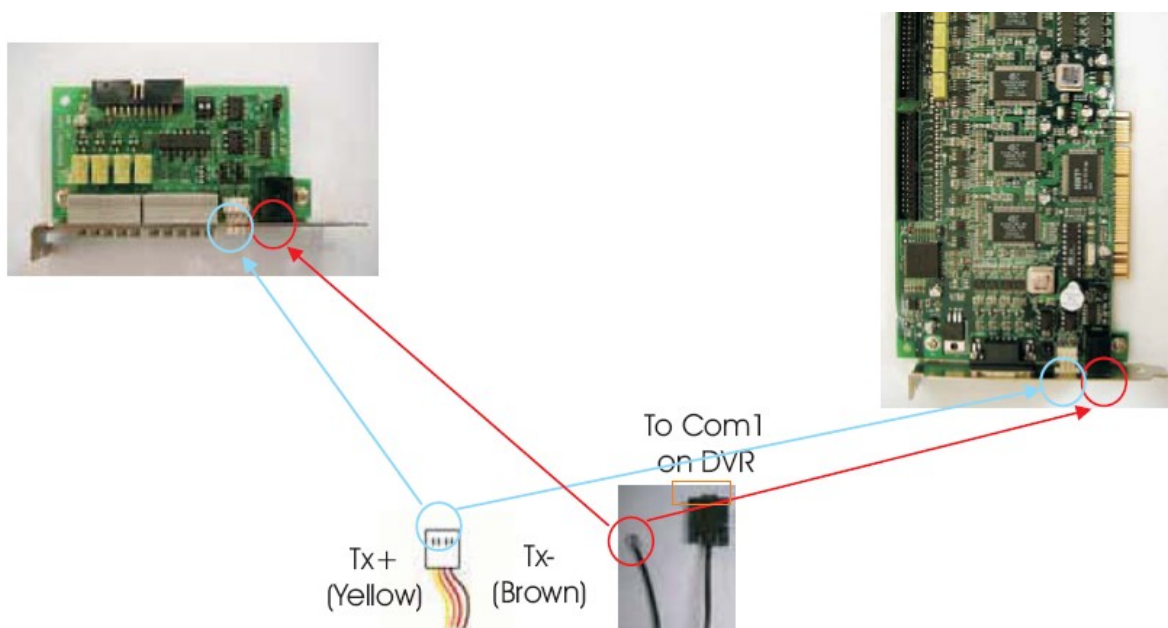 To Com1
on DVR
Tx+
(Yellow)
Tx-
(Brown)